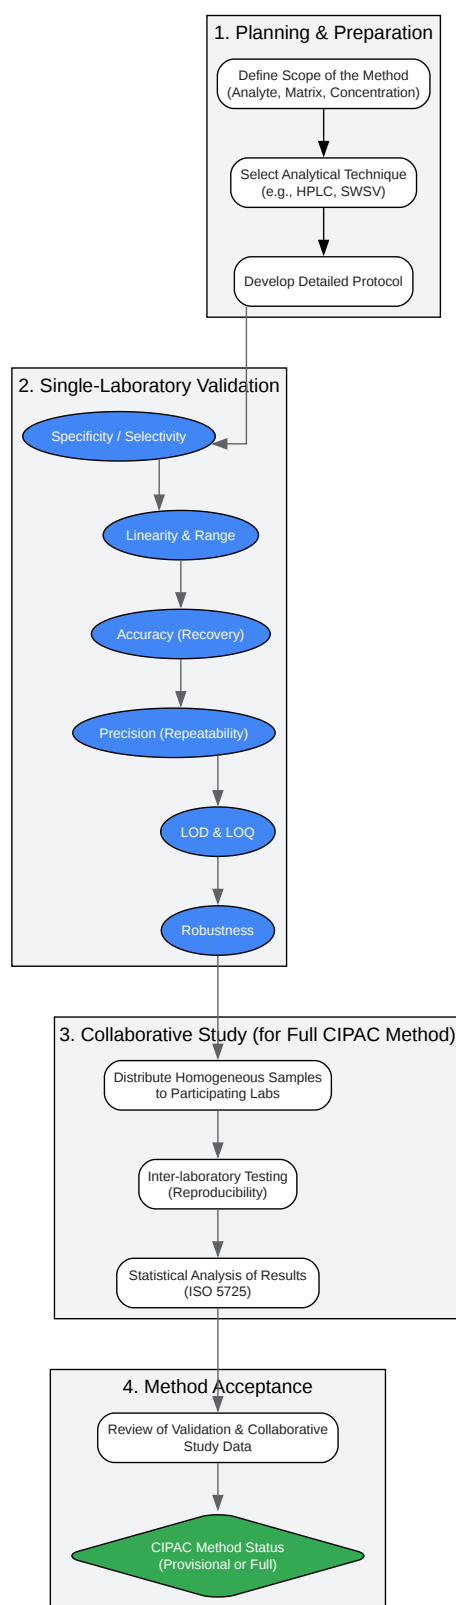 1. Planning & Preparation
Define Scope of the Method
(Analyte, Matrix, Concentration)
Select Analytical Technique
(e.g., HPLC, SWSV)
Develop Detailed Protocol
2. Single-Laboratory Validation
Specificity / Selectivity
Linearity & Range
Accuracy (Recovery)
Precision (Repeatability)
LOD & LOQ
Robustness
3. Collaborative Study (for Full CIPAC Method)
Distribute Homogeneous Samples
to Participating Labs
Inter-laboratory Testing
(Reproducibility)
Statistical Analysis of Results
(ISO 5725)
4. Method Acceptance
Review of Validation & Collaborative
Study Data
CIPAC Method Status
(Provisional or Full)